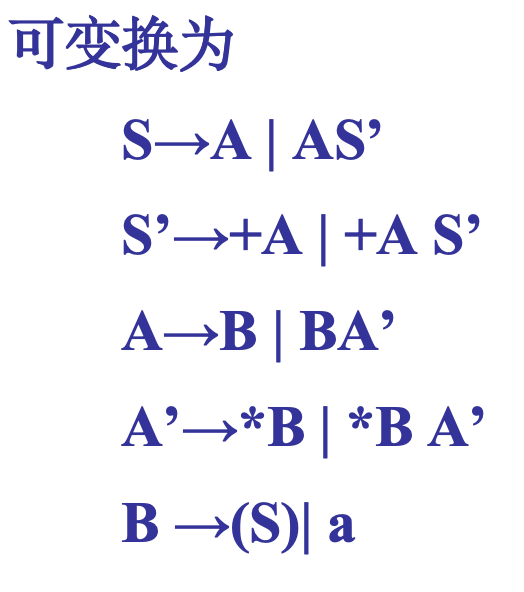 可变换为
S→A | AS’
S’→+A | +A S’
A→B | BA’
A’→*B | *B A’
B →(S)| a